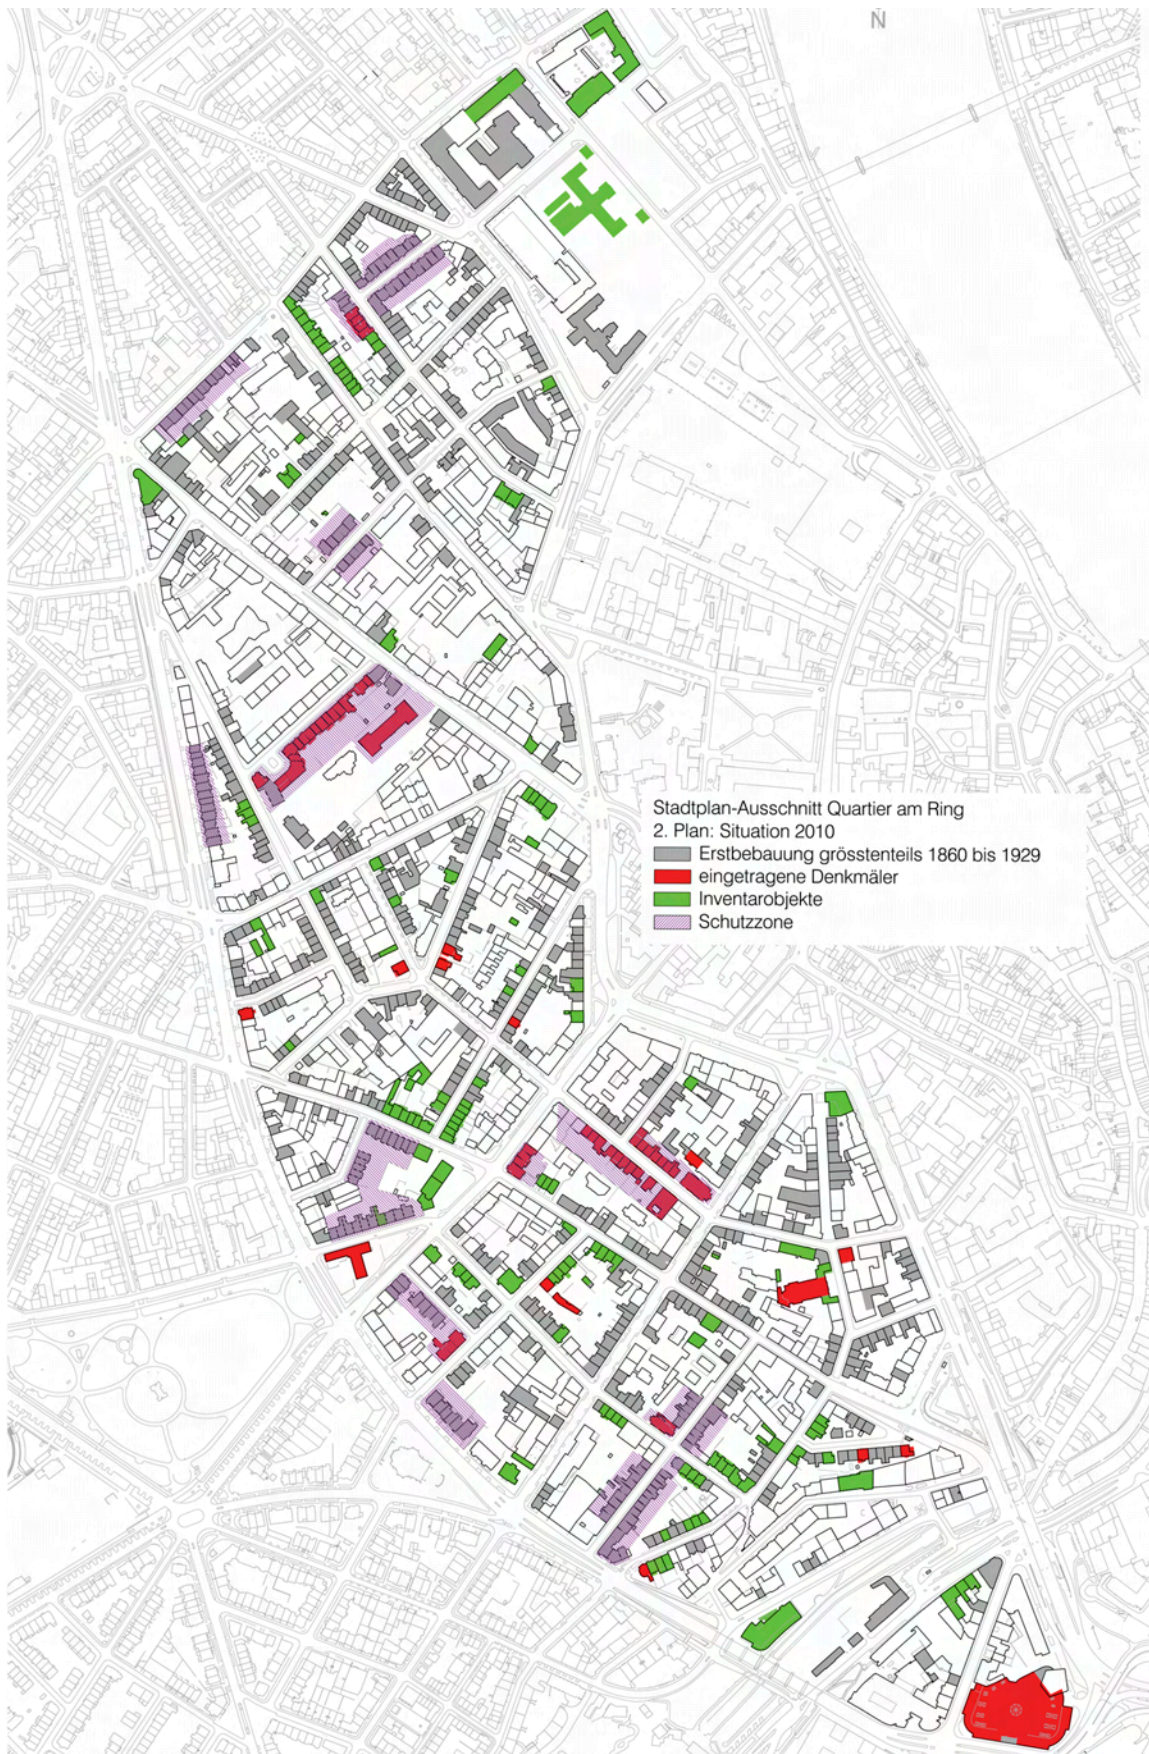 N
Stadtplan-Ausschnitt Quartier am Ring
2. Plan: Situation 2010
Erstbebauung grösstenteils 1860 bis 1929
eingetragene Denkmäler
Inventarobjekte
Schutzzone